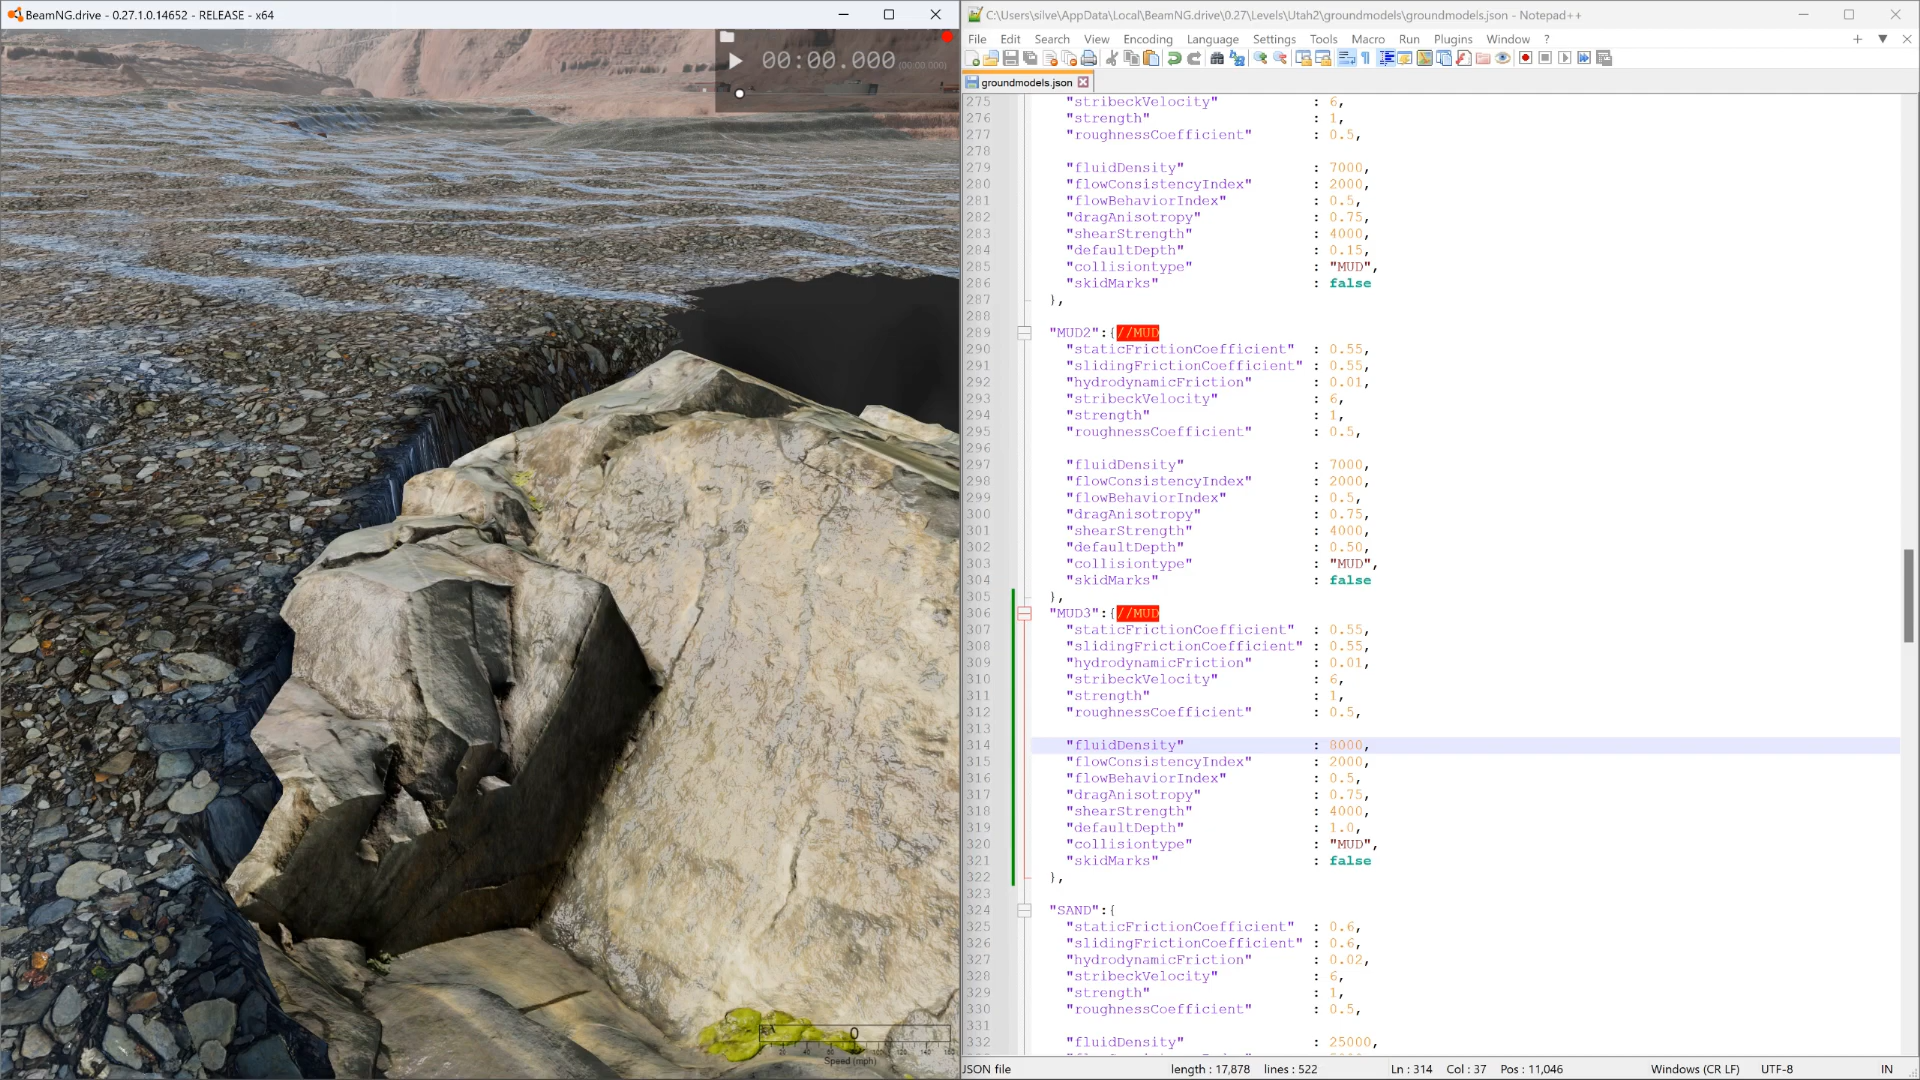 BeamNG.drive - 0.27.1.0.14652 - RELEASE - x64
00:00.000 (00:00.000)
0
Speed (mph)
C:\Users\silve\AppData\Local\BeamNG.drive\0.27\Levels\Utah2\groundmodels\groundmodels.json - Notepad++
File Edit Search View Encoding Language Settings Tools Macro Run Plugins Window ?
groundmodels.json
275 "stribeckVelocity" : 6,
276 "strength" : 1,
277 "roughnessCoefficient" : 0.5,
278
279 "fluidDensity" : 7000,
280 "flowConsistencyIndex" : 2000,
281 "flowBehaviorIndex" : 0.5,
282 "dragAnisotropy" : 0.75,
283 "shearStrength" : 4000,
284 "defaultDepth" : 0.15,
285 "collisiontype" : "MUD",
286 "skidMarks" : false
287 },
288
289 "MUD2":{//MUD
290 "staticFrictionCoefficient" : 0.55,
291 "slidingFrictionCoefficient" : 0.55,
292 "hydrodynamicFriction" : 0.01,
293 "stribeckVelocity" : 6,
294 "strength" : 1,
295 "roughnessCoefficient" : 0.5,
296
297 "fluidDensity" : 7000,
298 "flowConsistencyIndex" : 2000,
299 "flowBehaviorIndex" : 0.5,
300 "dragAnisotropy" : 0.75,
301 "shearStrength" : 4000,
302 "defaultDepth" : 0.50,
303 "collisiontype" : "MUD",
304 "skidMarks" : false
305 },
306 "MUD3":{//MUD
307 "staticFrictionCoefficient" : 0.55,
308 "slidingFrictionCoefficient" : 0.55,
309 "hydrodynamicFriction" : 0.01,
310 "stribeckVelocity" : 6,
311 "strength" : 1,
312 "roughnessCoefficient" : 0.5,
313
314 "fluidDensity" : 8000,
315 "flowConsistencyIndex" : 2000,
316 "flowBehaviorIndex" : 0.5,
317 "dragAnisotropy" : 0.75,
318 "shearStrength" : 4000,
319 "defaultDepth" : 1.0,
320 "collisiontype" : "MUD",
321 "skidMarks" : false
322 },
323
324 "SAND":{
325 "staticFrictionCoefficient" : 0.6,
326 "slidingFrictionCoefficient" : 0.6,
327 "hydrodynamicFriction" : 0.02,
328 "stribeckVelocity" : 6,
329 "strength" : 1,
330 "roughnessCoefficient" : 0.5,
331
332 "fluidDensity" : 25000,
JSON file length : 17,878 lines : 522 Ln : 314 Col : 37 Pos : 11,046 Windows (CR LF) UTF-8 IN